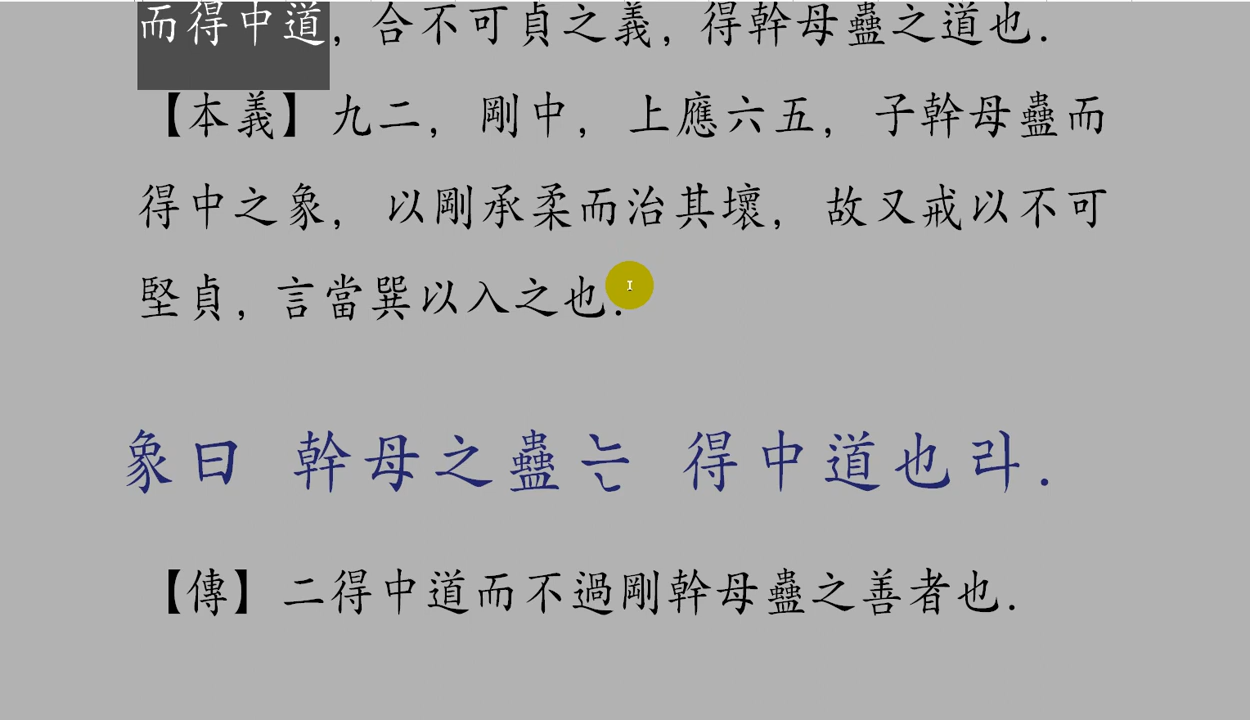 而得中道, 合不可貞之義, 得幹母蠱之道也.
【本義】九二, 剛中, 上應六五, 子幹母蠱而
得中之象, 以剛承柔而治其壞, 故又戒以不可
堅貞, 言當巽以入之也.
象曰 幹母之蠱는 得中道也라.
【傳】二得中道而不過剛幹母蠱之善者也.